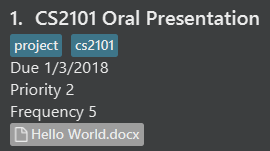 1. CS2101 Oral Presentation
project cs2101
Due 1/3/2018
Priority 2
Frequency 5
Hello World.docx